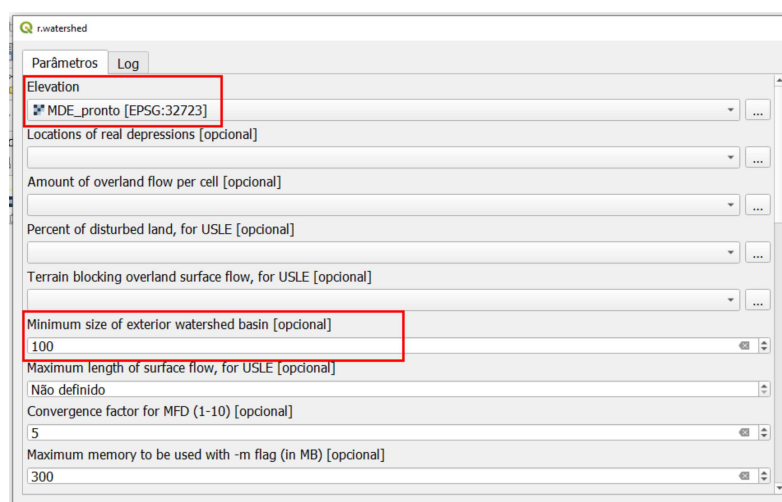 r.watershed
Parâmetros Log
Elevation
MDE_pronto [EPSG:32723]
...
Locations of real depressions [opcional]
...
Amount of overland flow per cell [opcional]
...
Percent of disturbed land, for USLE [opcional]
...
Terrain blocking overland surface flow, for USLE [opcional]
...
Minimum size of exterior watershed basin [opcional]
100
Maximum length of surface flow, for USLE [opcional]
Não definido
Convergence factor for MFD (1-10) [opcional]
5
Maximum memory to be used with -m flag (in MB) [opcional]
300